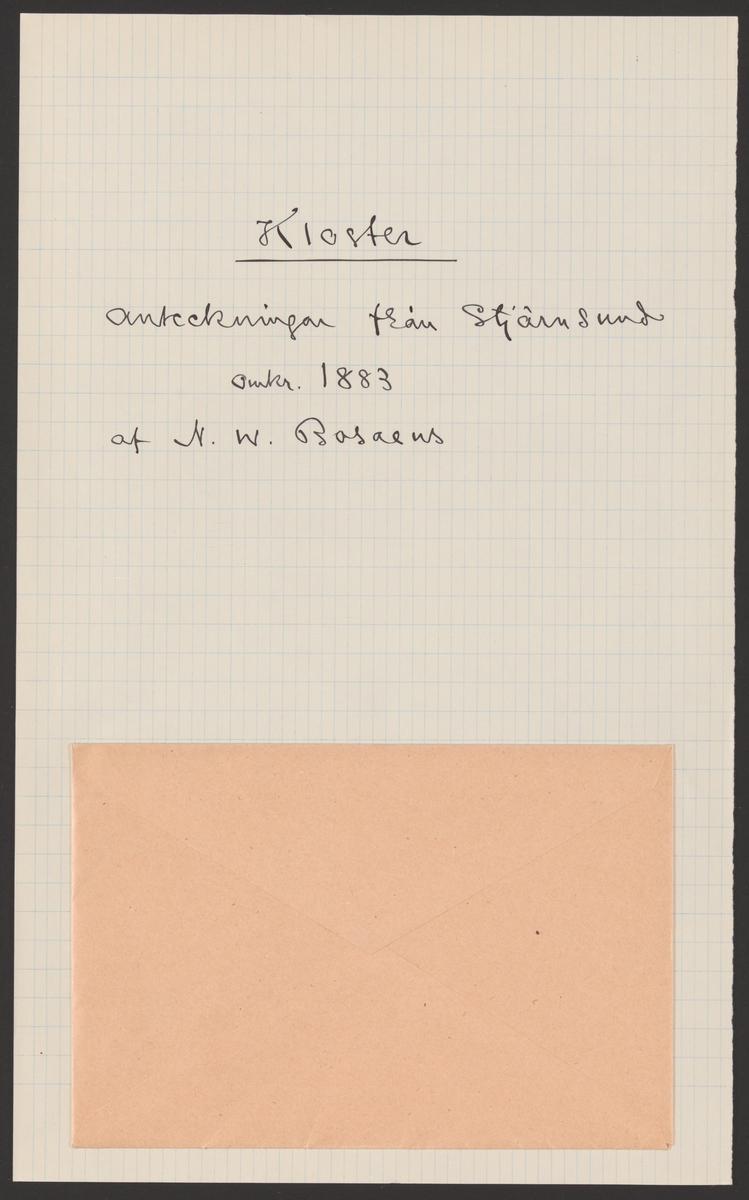 Kloster
Anteckningar från Stjärnsund
omkr. 1883
af N. W. Bosaeus